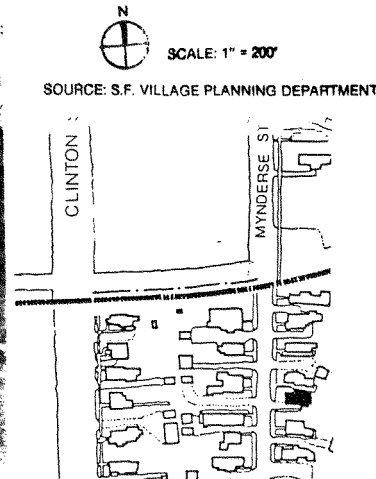 N
SCALE: 1" = 200'
SOURCE: S.F. VILLAGE PLANNING DEPARTMENT
CLINTON
MYNDERSE ST